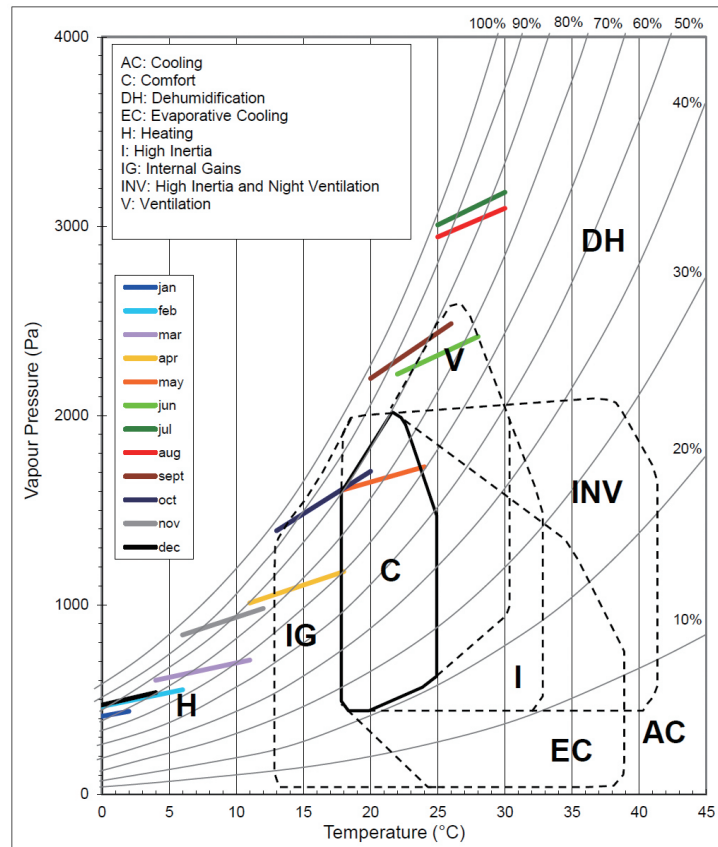 100% 90% 80% 70% 60% 50%
4000
AC: Cooling
C: Comfort
DH: Dehumidification
EC: Evaporative Cooling
H: Heating
I: High Inertia
IG: Internal Gains
INV: High Inertia and Night Ventilation
V: Ventilation
40%
3000
DH
30%
jan
feb
mar
apr
may
jun
jul
aug
sept
oct
nov
dec
V
2000
20%
INV
C
1000
10%
IG
I
H
AC
EC
0
0 5 10 15 20 25 30 35 40 45
Temperature (°C)
Vapour Pressure (Pa)